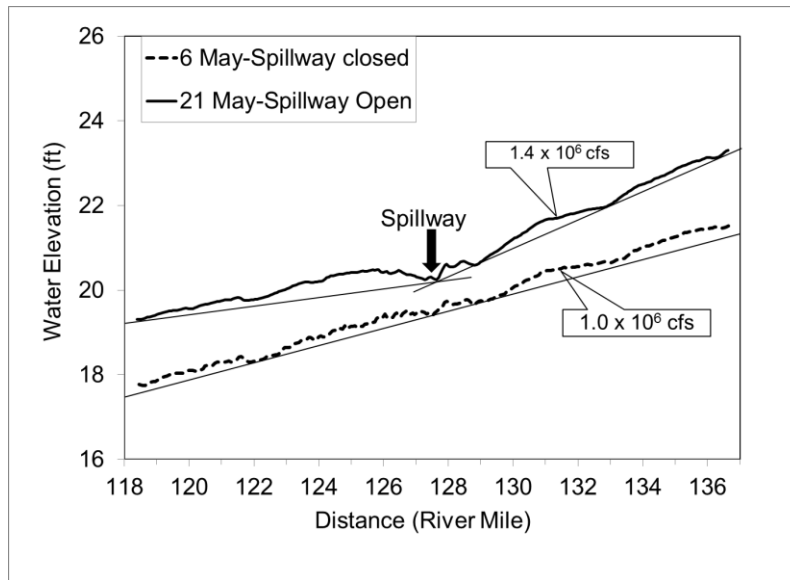 26
24
22
20
18
16
Water Elevation (ft)
6 May-Spillway closed
21 May-Spillway Open
1.4 x 10⁶ cfs
Spillway
1.0 x 10⁶ cfs
118 120 122 124 126 128 130 132 134 136
Distance (River Mile)